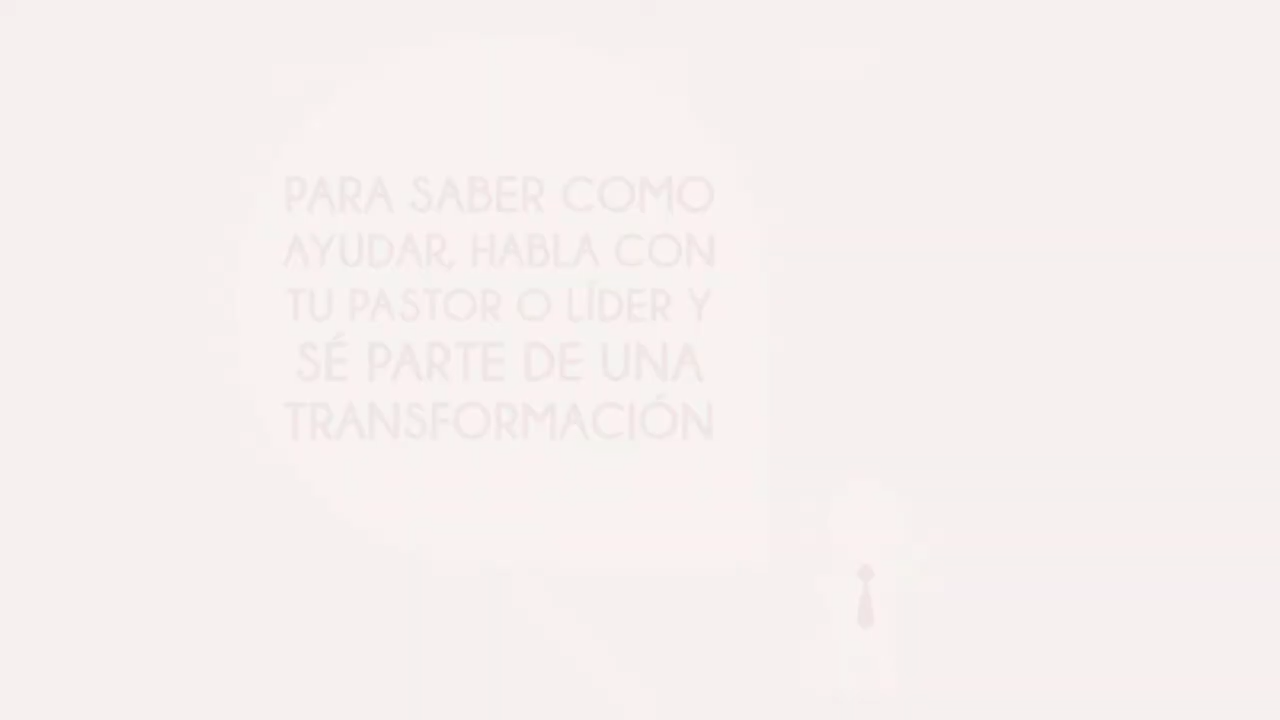 PARA SABER COMO
AYUDAR, HABLA CON
TU PASTOR O LÍDER Y
SÉ PARTE DE UNA
TRANSFORMACIÓN